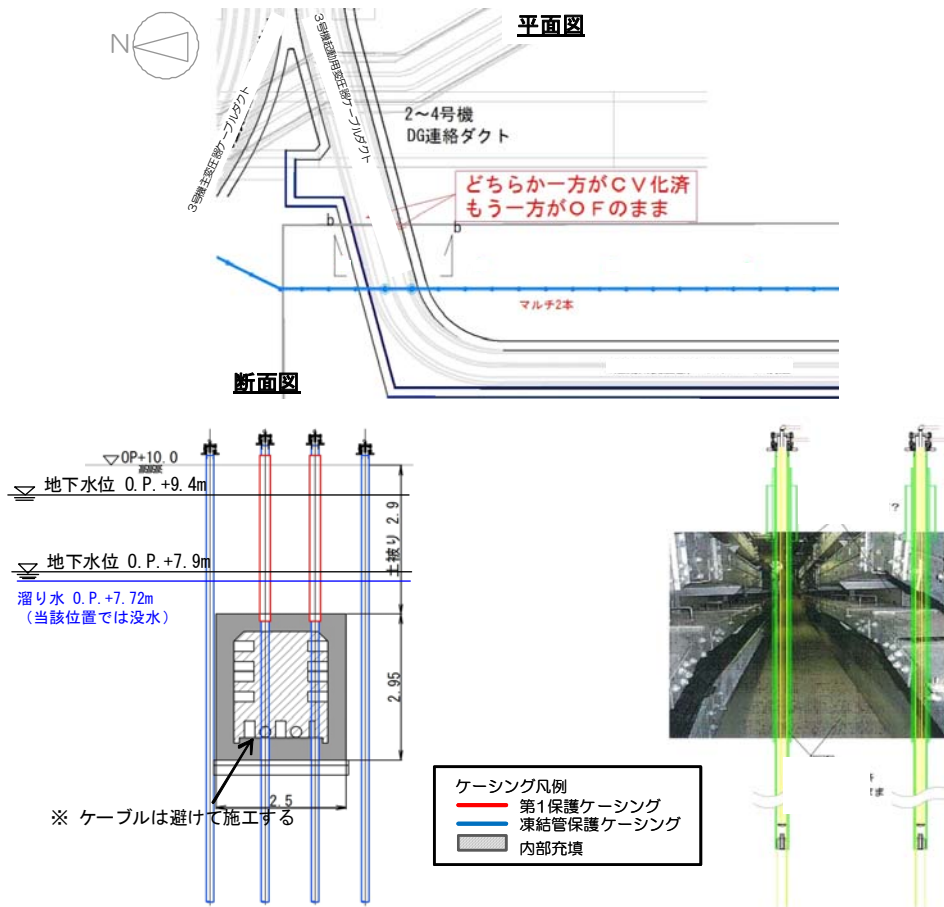 平面図
N
3号機主変圧器ケーブルダクト
3号機起動用変圧器ケーブルダクト
2～4号機
DG連絡ダクト
どちらか一方がＣＶ化済
もう一方がＯＦのまま
b
b
マルチ2本
断面図
▽OP+10.0
地下水位 O.P.+9.4m
土被り 2.9
地下水位 O.P.+7.9m
溜り水 O.P.+7.72m
（当該位置では没水）
2.95
2.5
※ ケーブルは避けて施工する
ケーシング凡例
第1保護ケーシング
凍結管保護ケーシング
内部充填
?